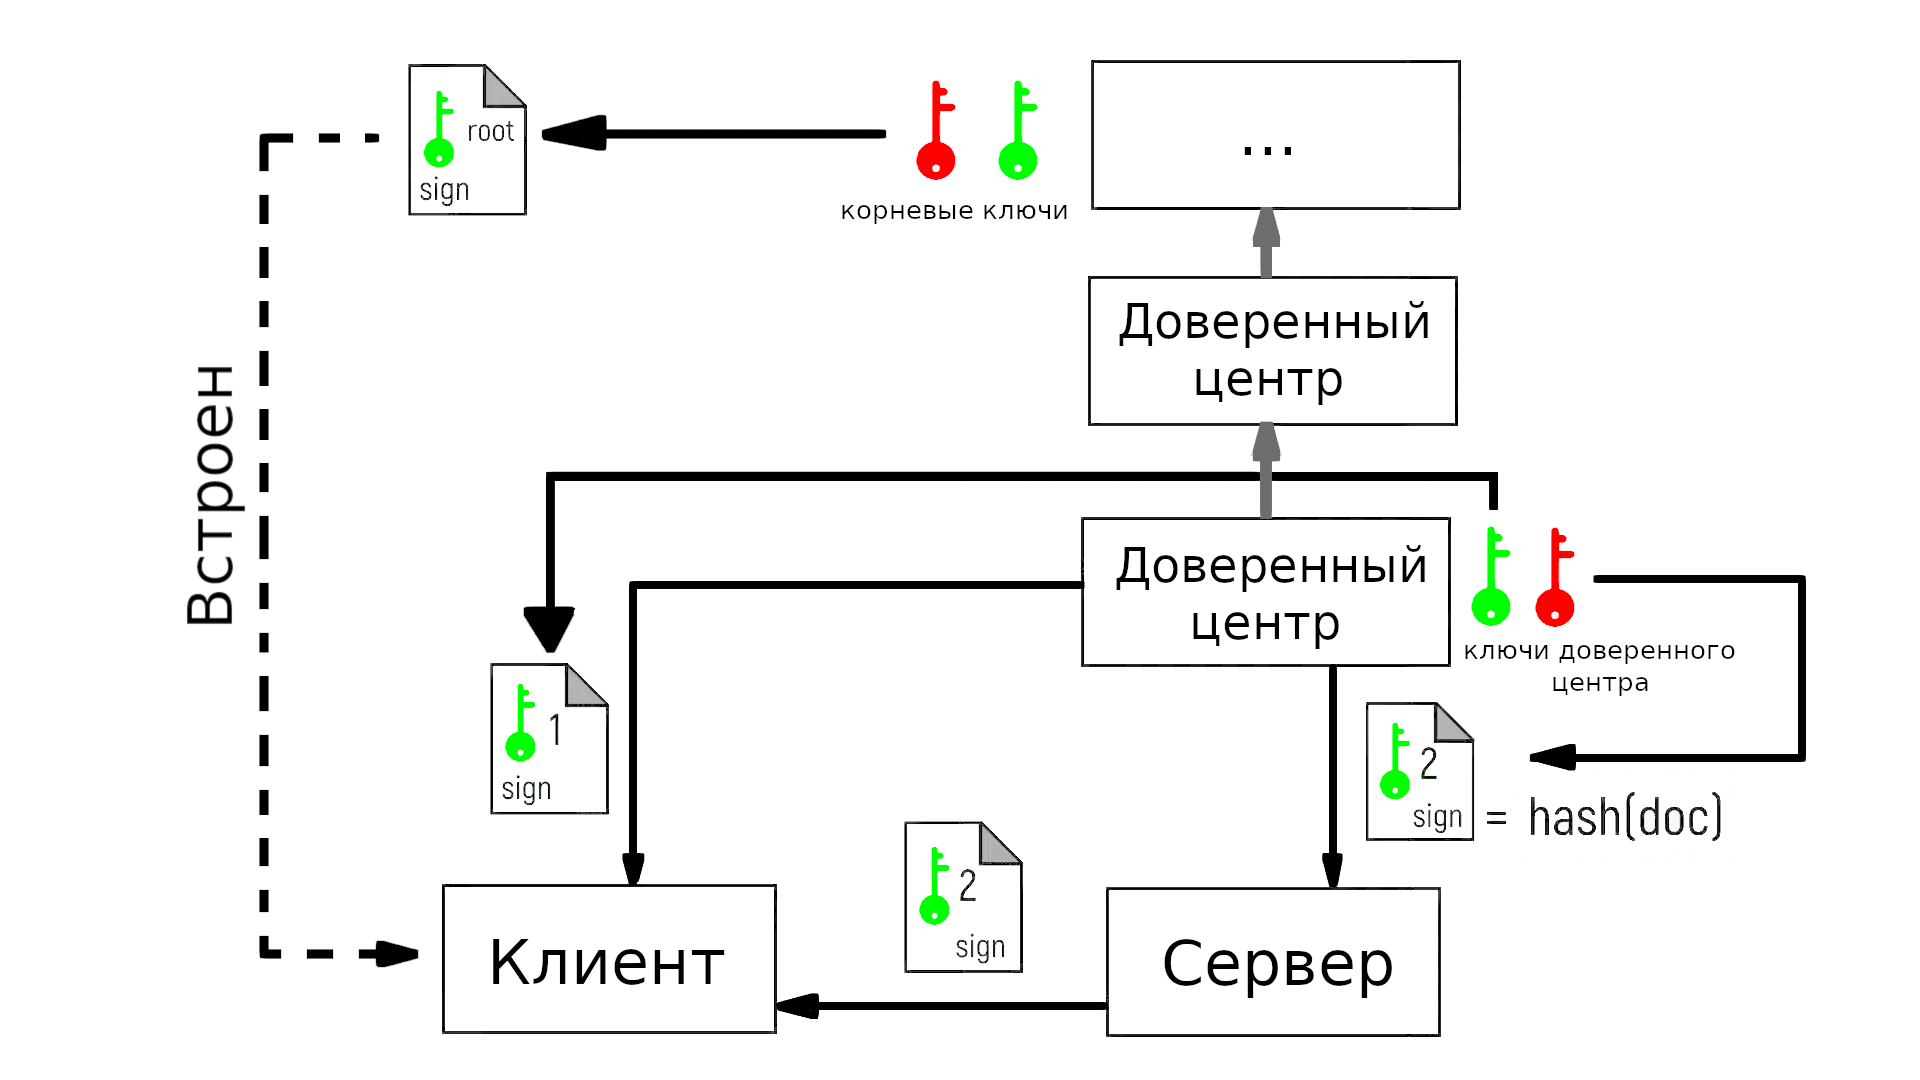 root
sign
...
корневые ключи
Доверенный
центр
Встроен
Доверенный
центр
ключи доверенного
центра
1
sign
2
sign = hash(doc)
2
sign
Клиент
Сервер